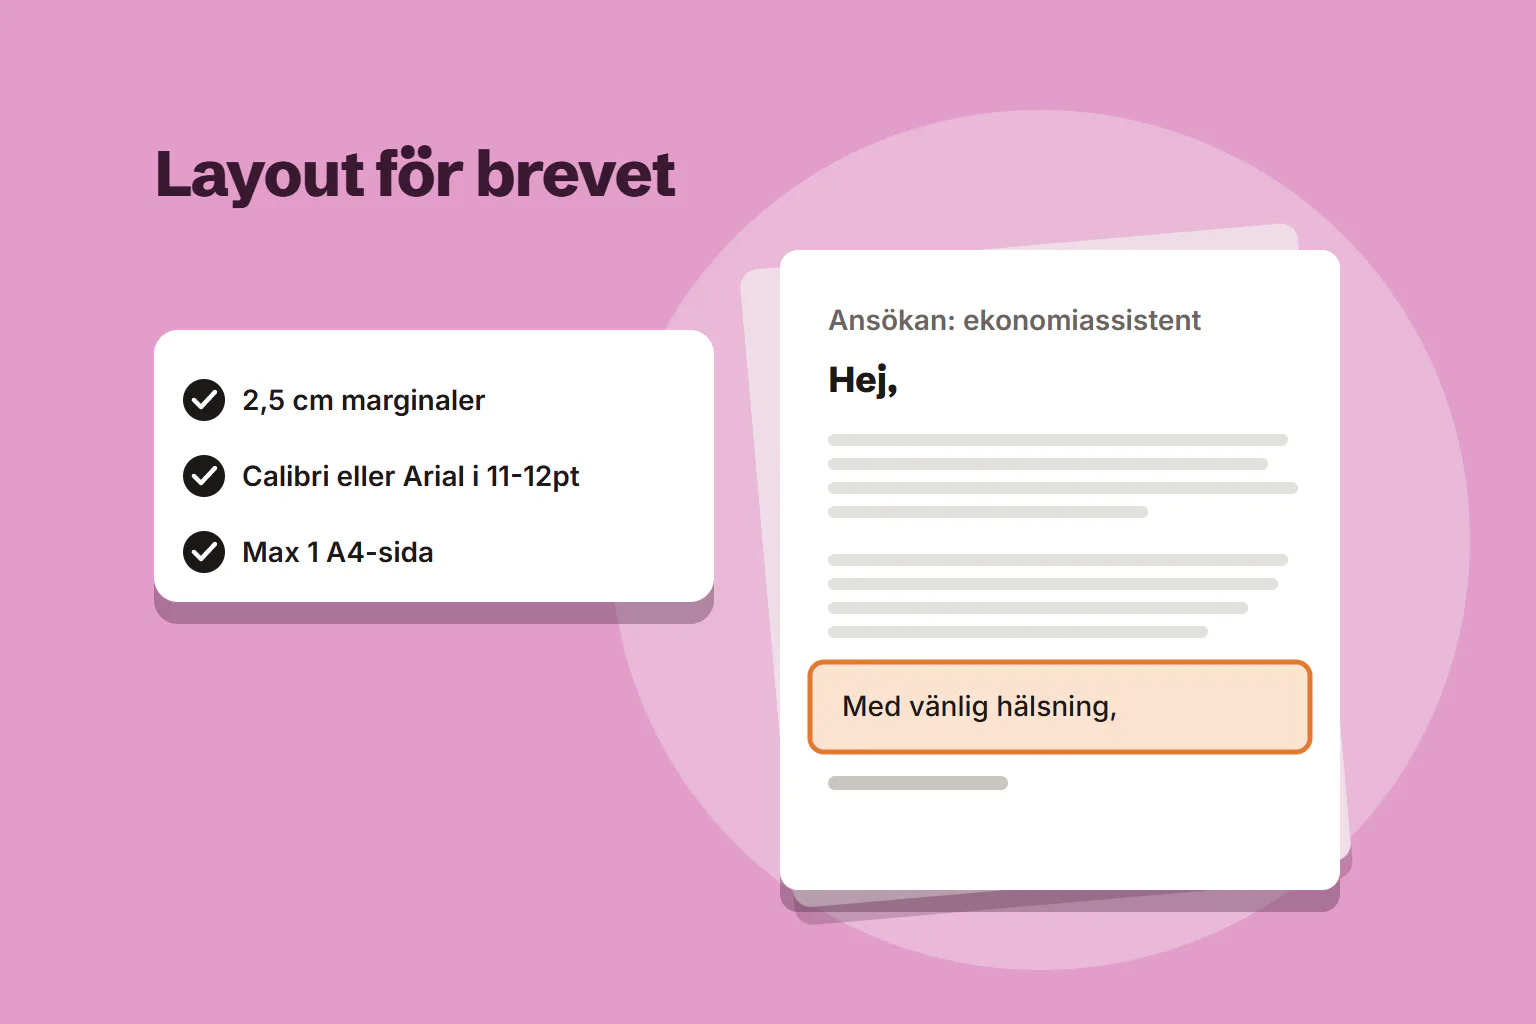 Layout för brevet
2,5 cm marginaler
Calibri eller Arial i 11-12pt
Max 1 A4-sida
Ansökan: ekonomiassistent
Hej,
Med vänlig hälsning,